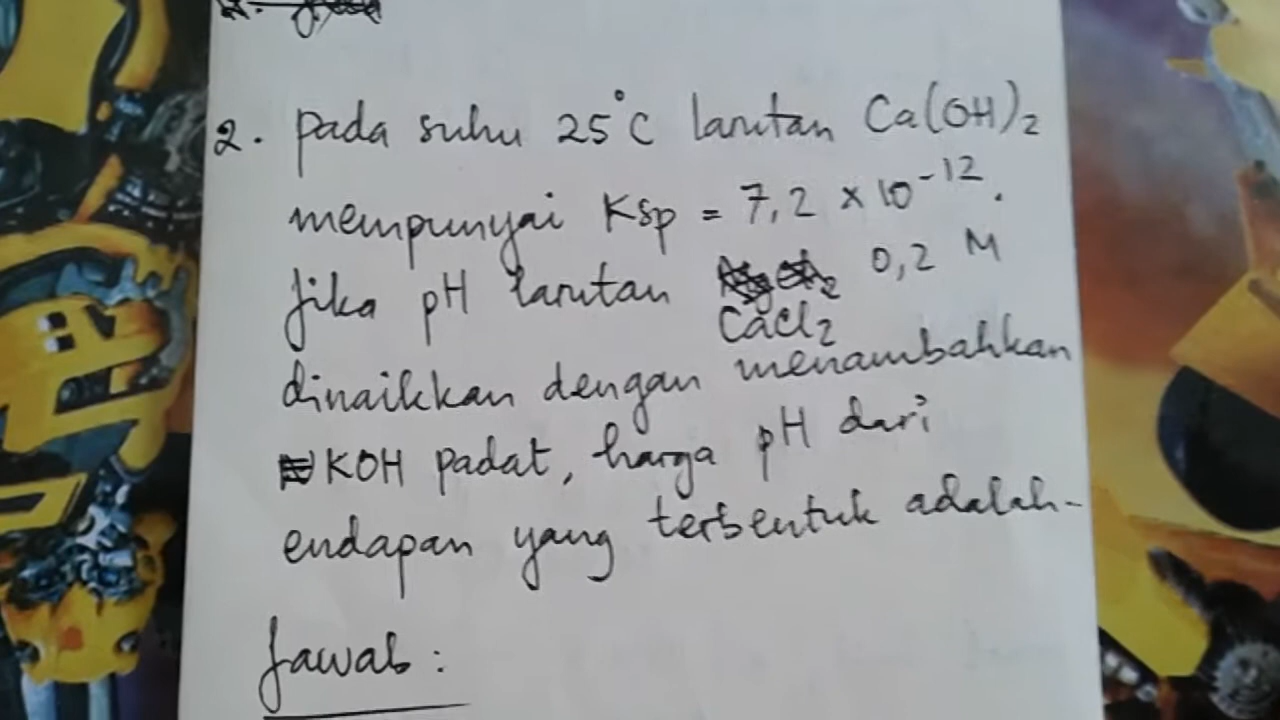 2. pada suhu 25°C larutan Ca(OH)2
mempunyai Ksp = 7,2 × 10⁻¹².
Jika pH larutan CaCl2 0,2 M
dinaikkan dengan menambahkan
KOH padat, harga pH dari
endapan yang terbentuk adalah-
Jawab :